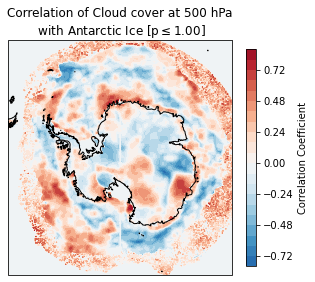 Correlation of Cloud cover at 500 hPa
with Antarctic Ice [p ≤ 1.00]
0.72
0.48
0.24
0.00
−0.24
−0.48
−0.72
Correlation Coefficient